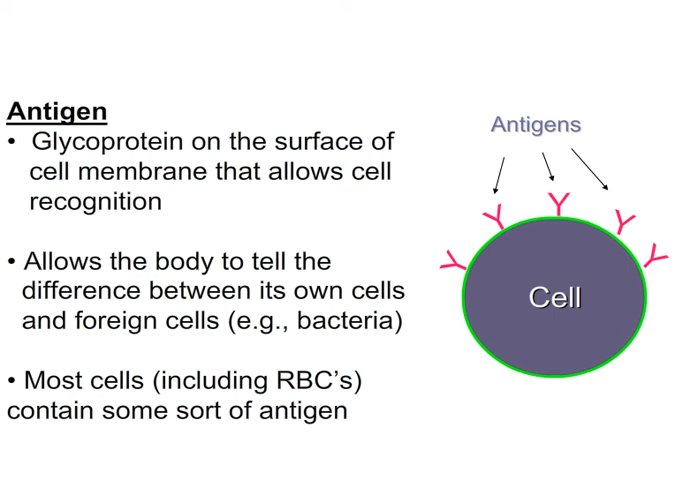 Antigen
• Glycoprotein on the surface of
cell membrane that allows cell
recognition
• Allows the body to tell the
difference between its own cells
and foreign cells (e.g., bacteria)
• Most cells (including RBC's)
contain some sort of antigen
Antigens
Cell